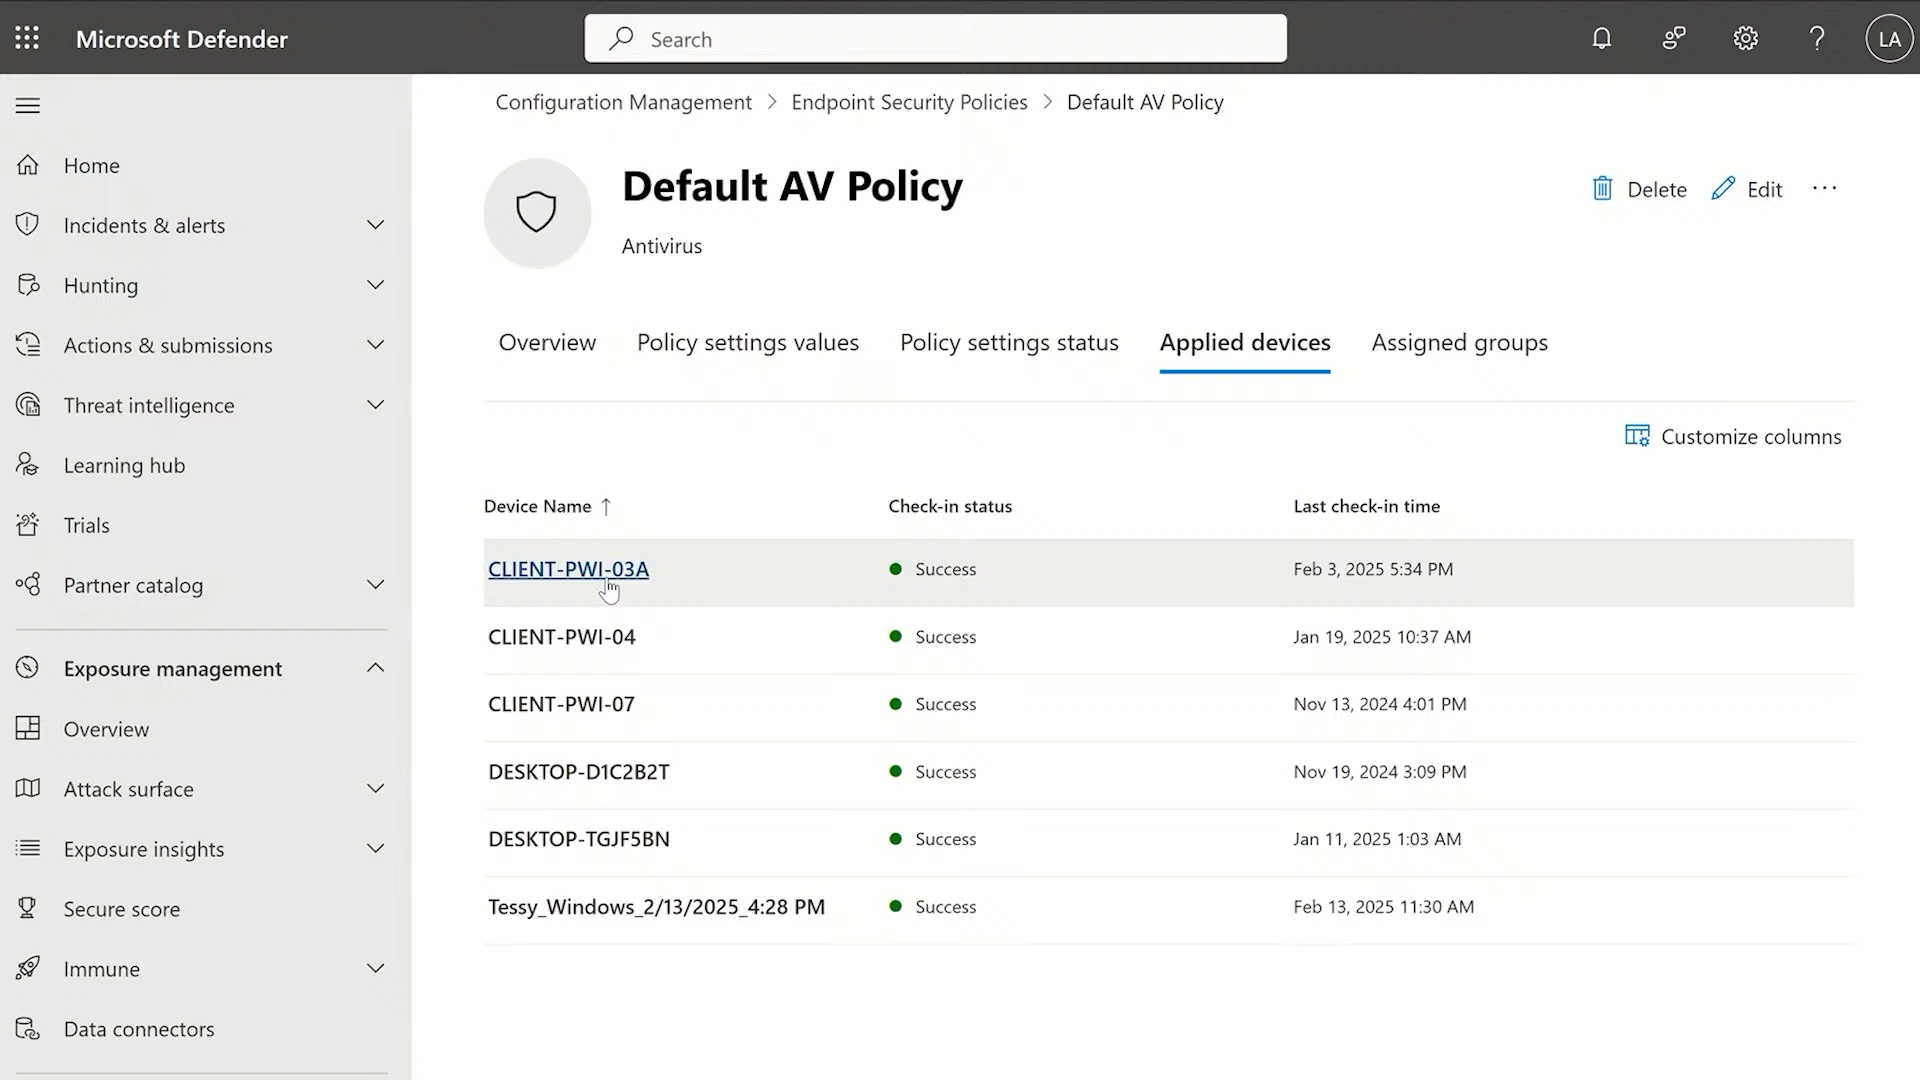 Microsoft Defender
Search
LA
Home
Incidents & alerts
Hunting
Actions & submissions
Threat intelligence
Learning hub
Trials
Partner catalog
Exposure management
Overview
Attack surface
Exposure insights
Secure score
Immune
Data connectors
Configuration Management > Endpoint Security Policies > Default AV Policy
Default AV Policy
Antivirus
Delete Edit ...
Overview Policy settings values Policy settings status Applied devices Assigned groups
Customize columns
Device Name ↑ Check-in status Last check-in time
CLIENT-PWI-03A Success Feb 3, 2025 5:34 PM
CLIENT-PWI-04 Success Jan 19, 2025 10:37 AM
CLIENT-PWI-07 Success Nov 13, 2024 4:01 PM
DESKTOP-D1C2B2T Success Nov 19, 2024 3:09 PM
DESKTOP-TGJF5BN Success Jan 11, 2025 1:03 AM
Tessy_Windows_2/13/2025_4:28 PM Success Feb 13, 2025 11:30 AM